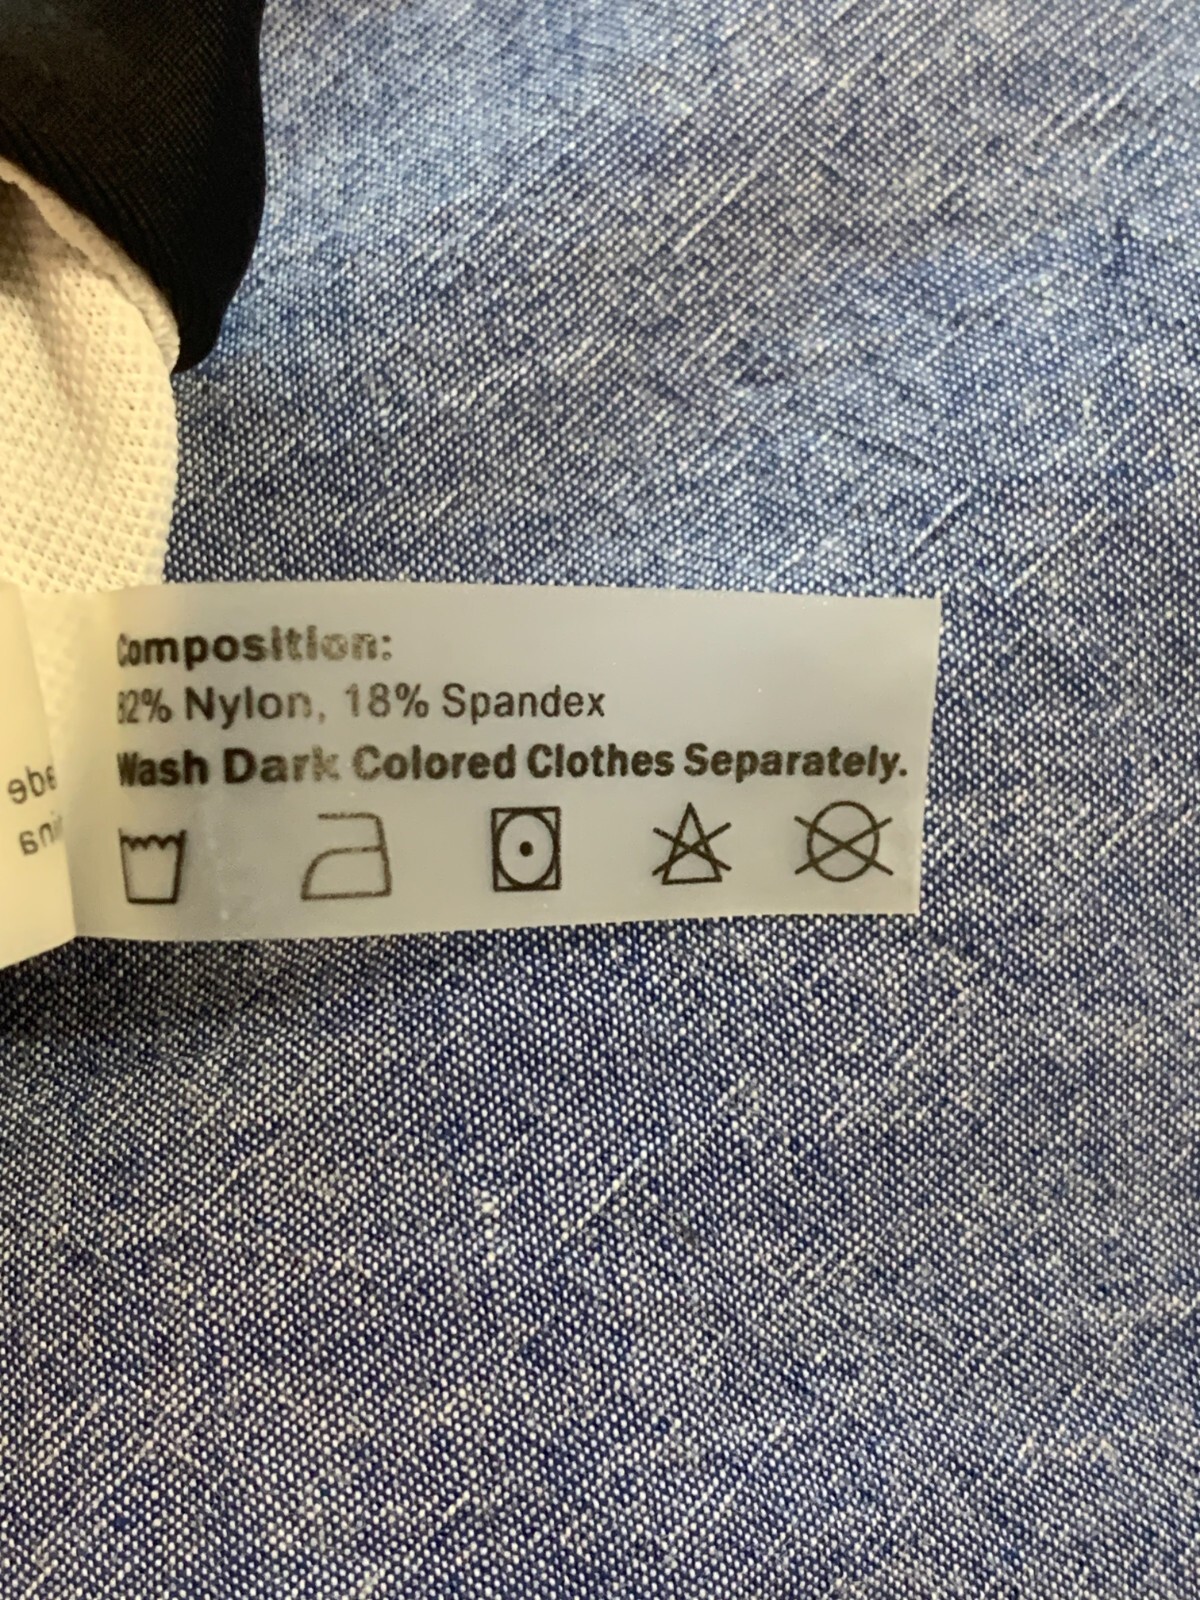 Composition:
82% Nylon, 18% Spandex
Wash Dark Colored Clothes Separately.